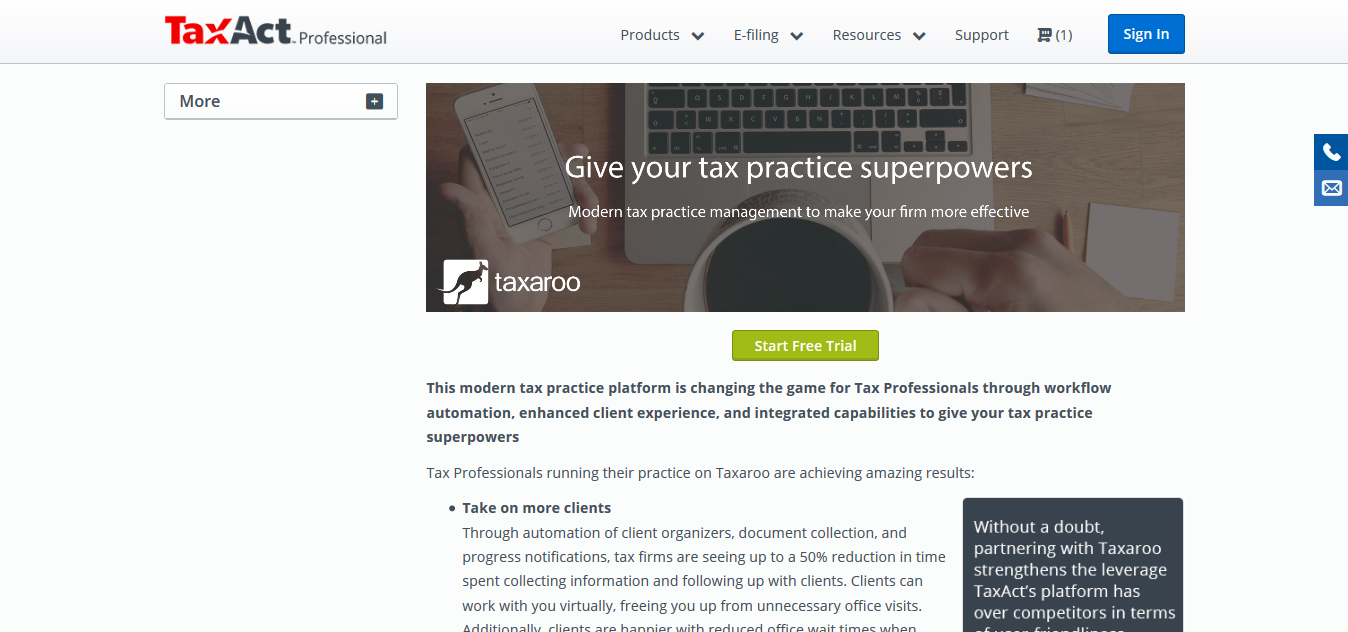 TaxAct Professional
Products
E-filing
Resources
Support
(1)
Sign In
More
Give your tax practice superpowers
Modern tax practice management to make your firm more effective
taxaroo
Start Free Trial
This modern tax practice platform is changing the game for Tax Professionals through workflow
automation, enhanced client experience, and integrated capabilities to give your tax practice
superpowers
Tax Professionals running their practice on Taxaroo are achieving amazing results:
• Take on more clients
Through automation of client organizers, document collection, and
progress notifications, tax firms are seeing up to a 50% reduction in time
spent collecting information and following up with clients. Clients can
work with you virtually, freeing you up from unnecessary office visits.
Additionally, clients are happier with reduced office wait times when
Without a doubt,
partnering with Taxaroo
strengthens the leverage
TaxAct’s platform has
over competitors in terms
of user-friendliness